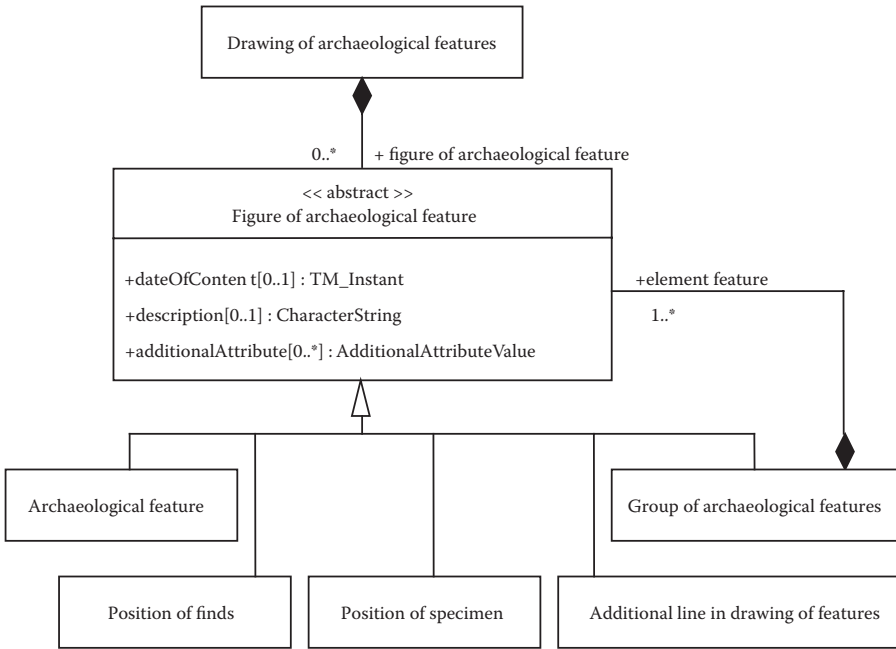 Drawing of archaeological features
0..*
+ figure of archaeological feature
<< abstract >>
Figure of archaeological feature
+dateOfConten t[0..1] : TM_Instant
+description[0..1] : CharacterString
+additionalAttribute[0..*] : AdditionalAttributeValue
+element feature
1..*
Archaeological feature
Group of archaeological features
Position of finds
Position of specimen
Additional line in drawing of features